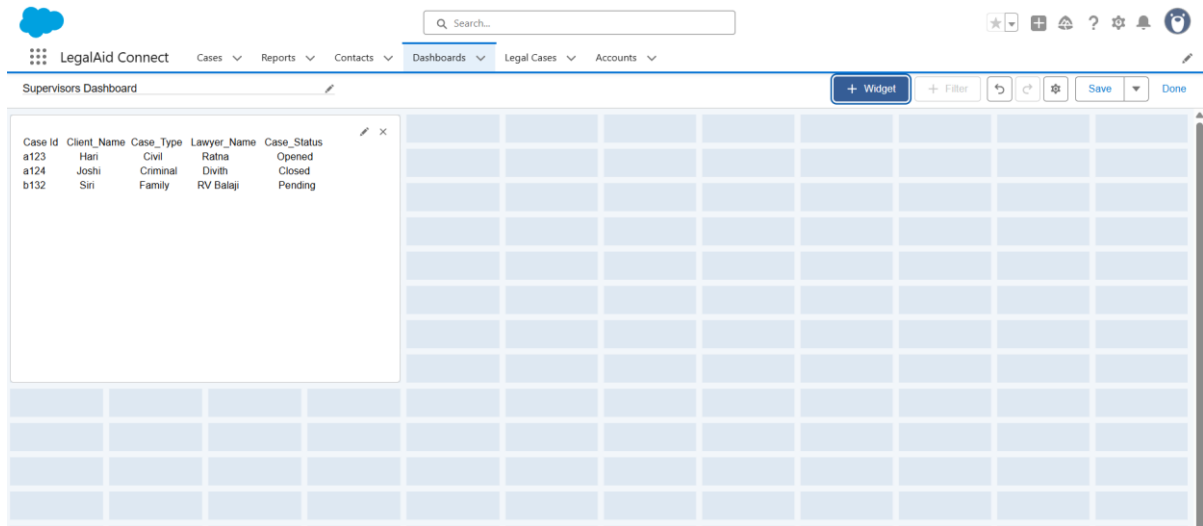 Search...
LegalAid Connect Cases Reports Contacts Dashboards Legal Cases Accounts
Supervisors Dashboard + Widget + Filter Save Done
Case Id Client_Name Case_Type Lawyer_Name Case_Status
a123 Hari Civil Ratna Opened
a124 Joshi Criminal Divith Closed
b132 Siri Family RV Balaji Pending